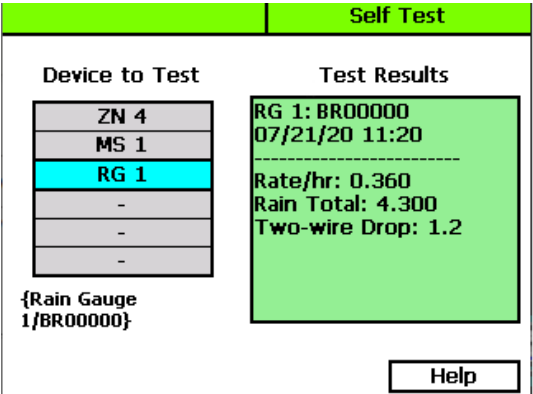 Self Test
Device to Test
ZN 4
MS 1
RG 1
-
-
-
{Rain Gauge
1/BR00000}
Test Results
RG 1: BR00000
07/21/20 11:20
-------------------------
Rate/hr: 0.360
Rain Total: 4.300
Two-wire Drop: 1.2
Help